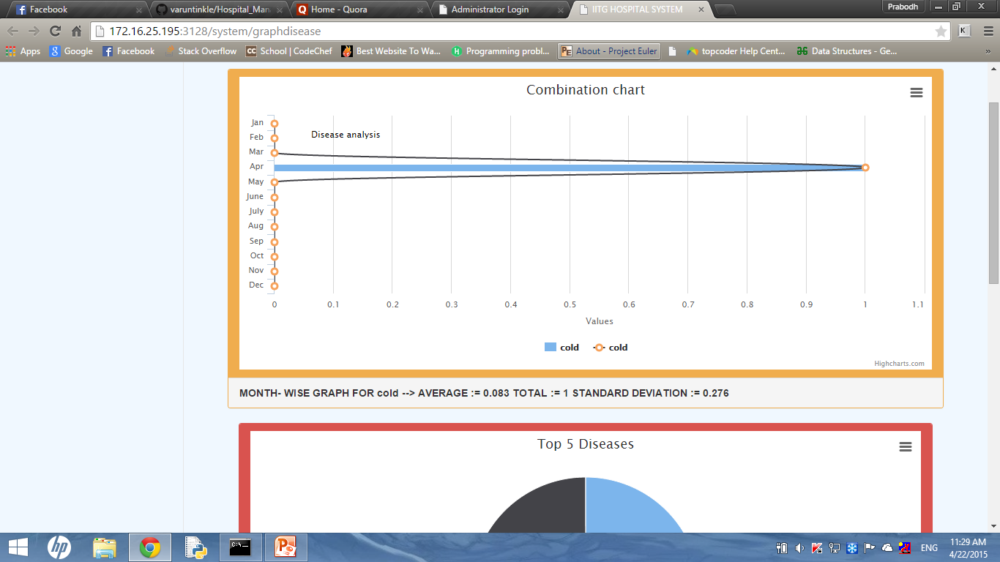 Facebook
varuntinkle/Hospital_Man
Home - Quora
Administrator Login
IITG HOSPITAL SYSTEM
Prabodh
172.16.25.195:3128/system/graphdisease
K
Apps
Google
Facebook
Stack Overflow
CC School | CodeChef
Best Website To Wa...
Programming probl...
About - Project Euler
topcoder Help Cent...
Data Structures - Ge...
»
Combination chart
Disease analysis
Jan
Feb
Mar
Apr
May
June
July
Aug
Sep
Oct
Nov
Dec
0 0.1 0.2 0.3 0.4 0.5 0.6 0.7 0.8 0.9 1 1.1
Values
cold cold
Highcharts.com
MONTH- WISE GRAPH FOR cold --> AVERAGE := 0.083 TOTAL := 1 STANDARD DEVIATION := 0.276
Top 5 Diseases
hp
ENG
11:29 AM
4/22/2015